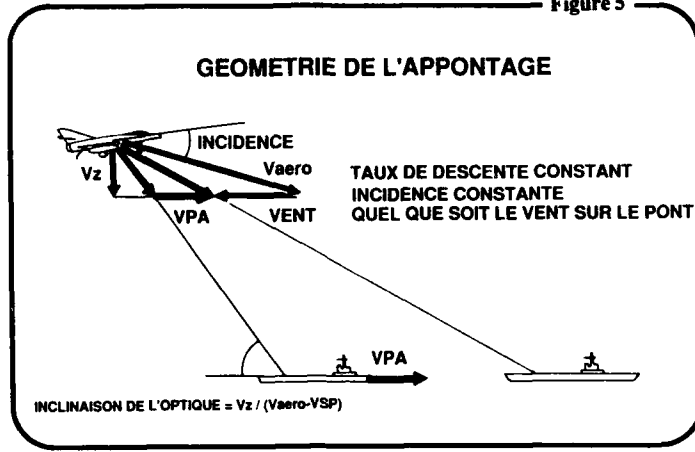 Figure 5
GEOMETRIE DE L'APPONTAGE
INCIDENCE
Vz
Vaero
VPA
VENT
TAUX DE DESCENTE CONSTANT
INCIDENCE CONSTANTE
QUEL QUE SOIT LE VENT SUR LE PONT
VPA
INCLINAISON DE L'OPTIQUE = Vz / (Vaero-VSP)